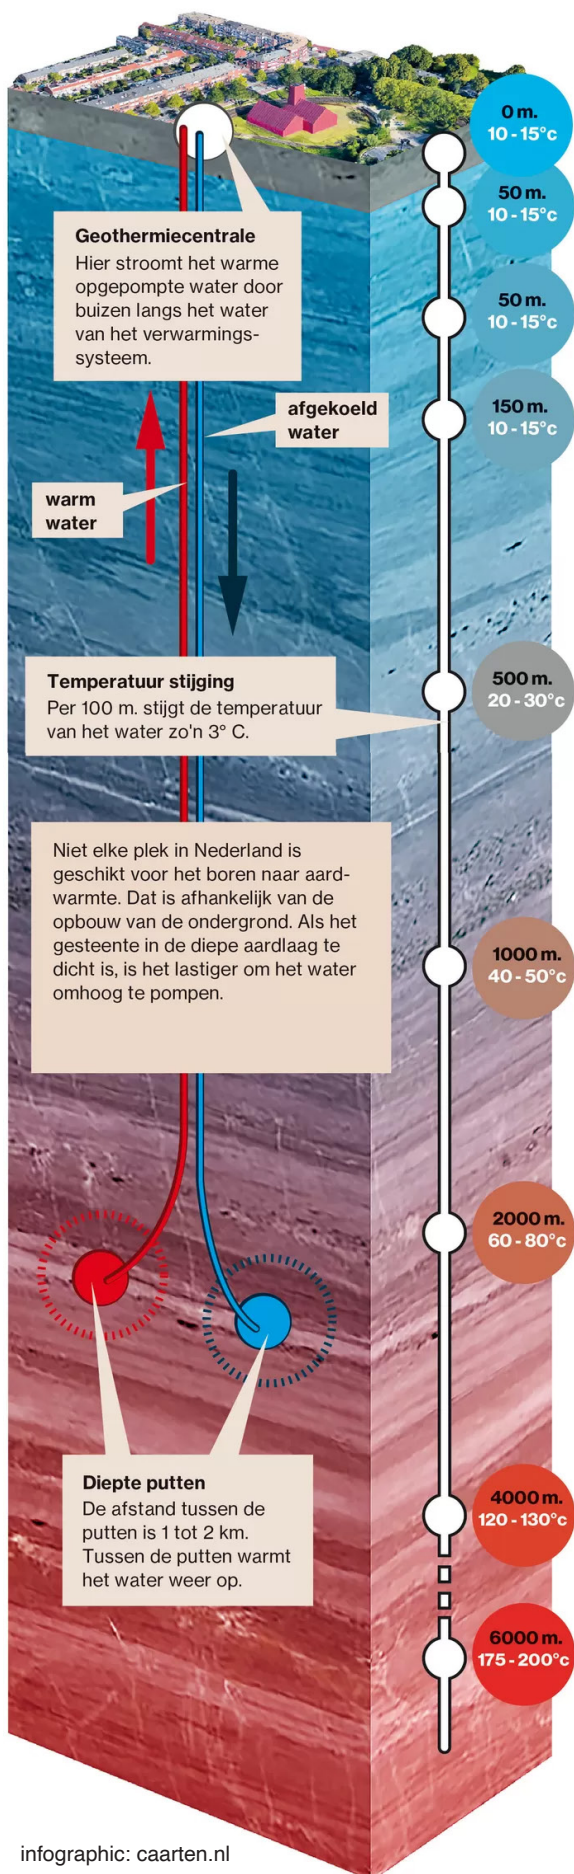 0 m.
10 - 15°c
50 m.
10 - 15°c
Geothermiecentrale
Hier stroomt het warme
opgepompte water door
buizen langs het water
van het verwarmings-
systeem.
50 m.
10 - 15°c
afgekoeld
water
150 m.
10 - 15°c
warm
water
Temperatuur stijging
Per 100 m. stijgt de temperatuur
van het water zo'n 3° C.
500 m.
20 - 30°c
Niet elke plek in Nederland is
geschikt voor het boren naar aard-
warmte. Dat is afhankelijk van de
opbouw van de ondergrond. Als het
gesteente in de diepe aardlaag te
dicht is, is het lastiger om het water
omhoog te pompen.
1000 m.
40 - 50°c
2000 m.
60 - 80°c
Diepte putten
De afstand tussen de
putten is 1 tot 2 km.
Tussen de putten warmt
het water weer op.
4000 m.
120 - 130°c
6000 m.
175 - 200°c
infographic: caarten.nl